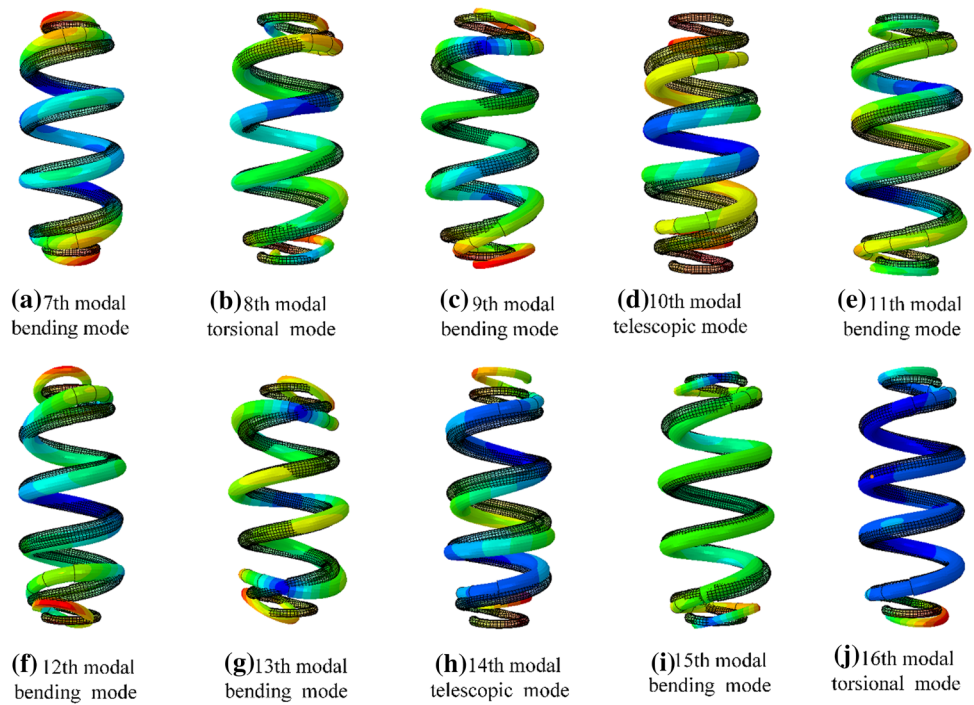 (a)7th modal
bending mode
(b)8th modal
torsional mode
(c)9th modal
bending mode
(d)10th modal
telescopic mode
(e)11th modal
bending mode
(f)12th modal
bending mode
(g)13th modal
bending mode
(h)14th modal
telescopic mode
(i)15th modal
bending mode
(j)16th modal
torsional mode